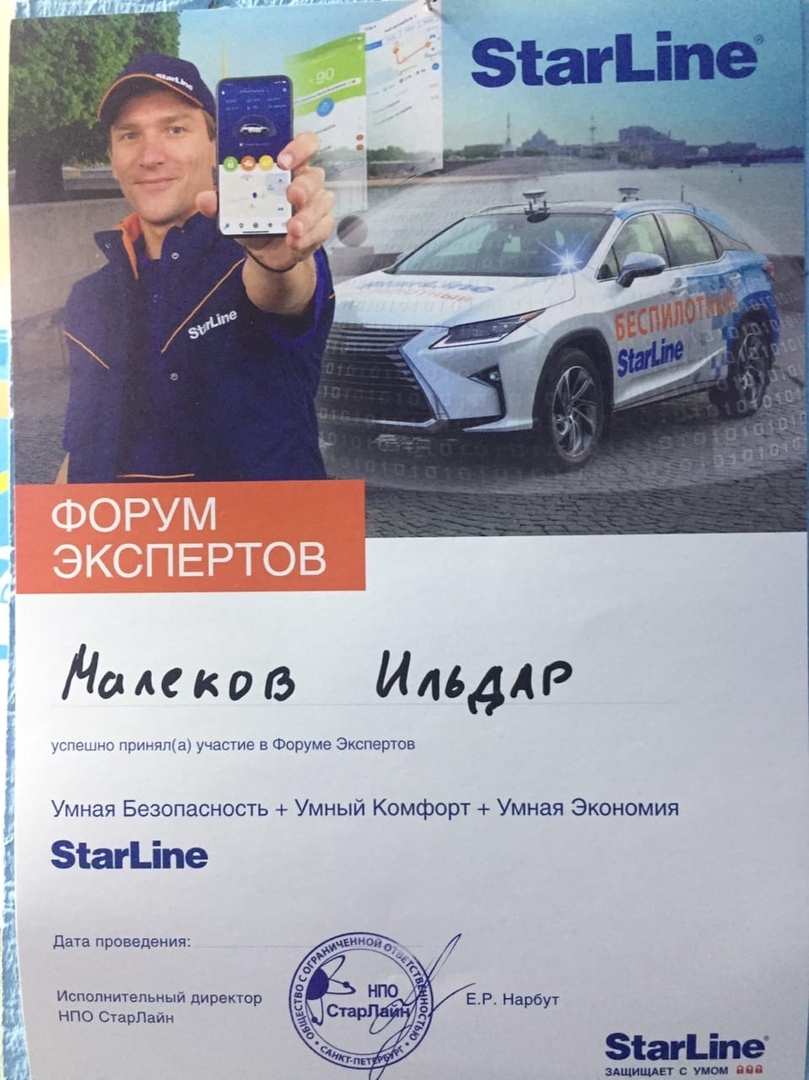 StarLine
StarLine
90
StarLine
БЕСПИЛОТНЫЙ
StarLine
ФОРУМ
ЭКСПЕРТОВ
Малеков Ильдар
успешно принял(а) участие в Форуме Экспертов
Умная Безопасность + Умный Комфорт + Умная Экономия
StarLine
Дата проведения:
Исполнительный директор
НПО СтарЛайн
ОБЩЕСТВО С ОГРАНИЧЕННОЙ ОТВЕТСТВЕННОСТЬЮ
НПО
СтарЛайн
САНКТ-ПЕТЕРБУРГ
Е.Р. Нарбут
StarLine
ЗАЩИЩАЕТ С УМОМ